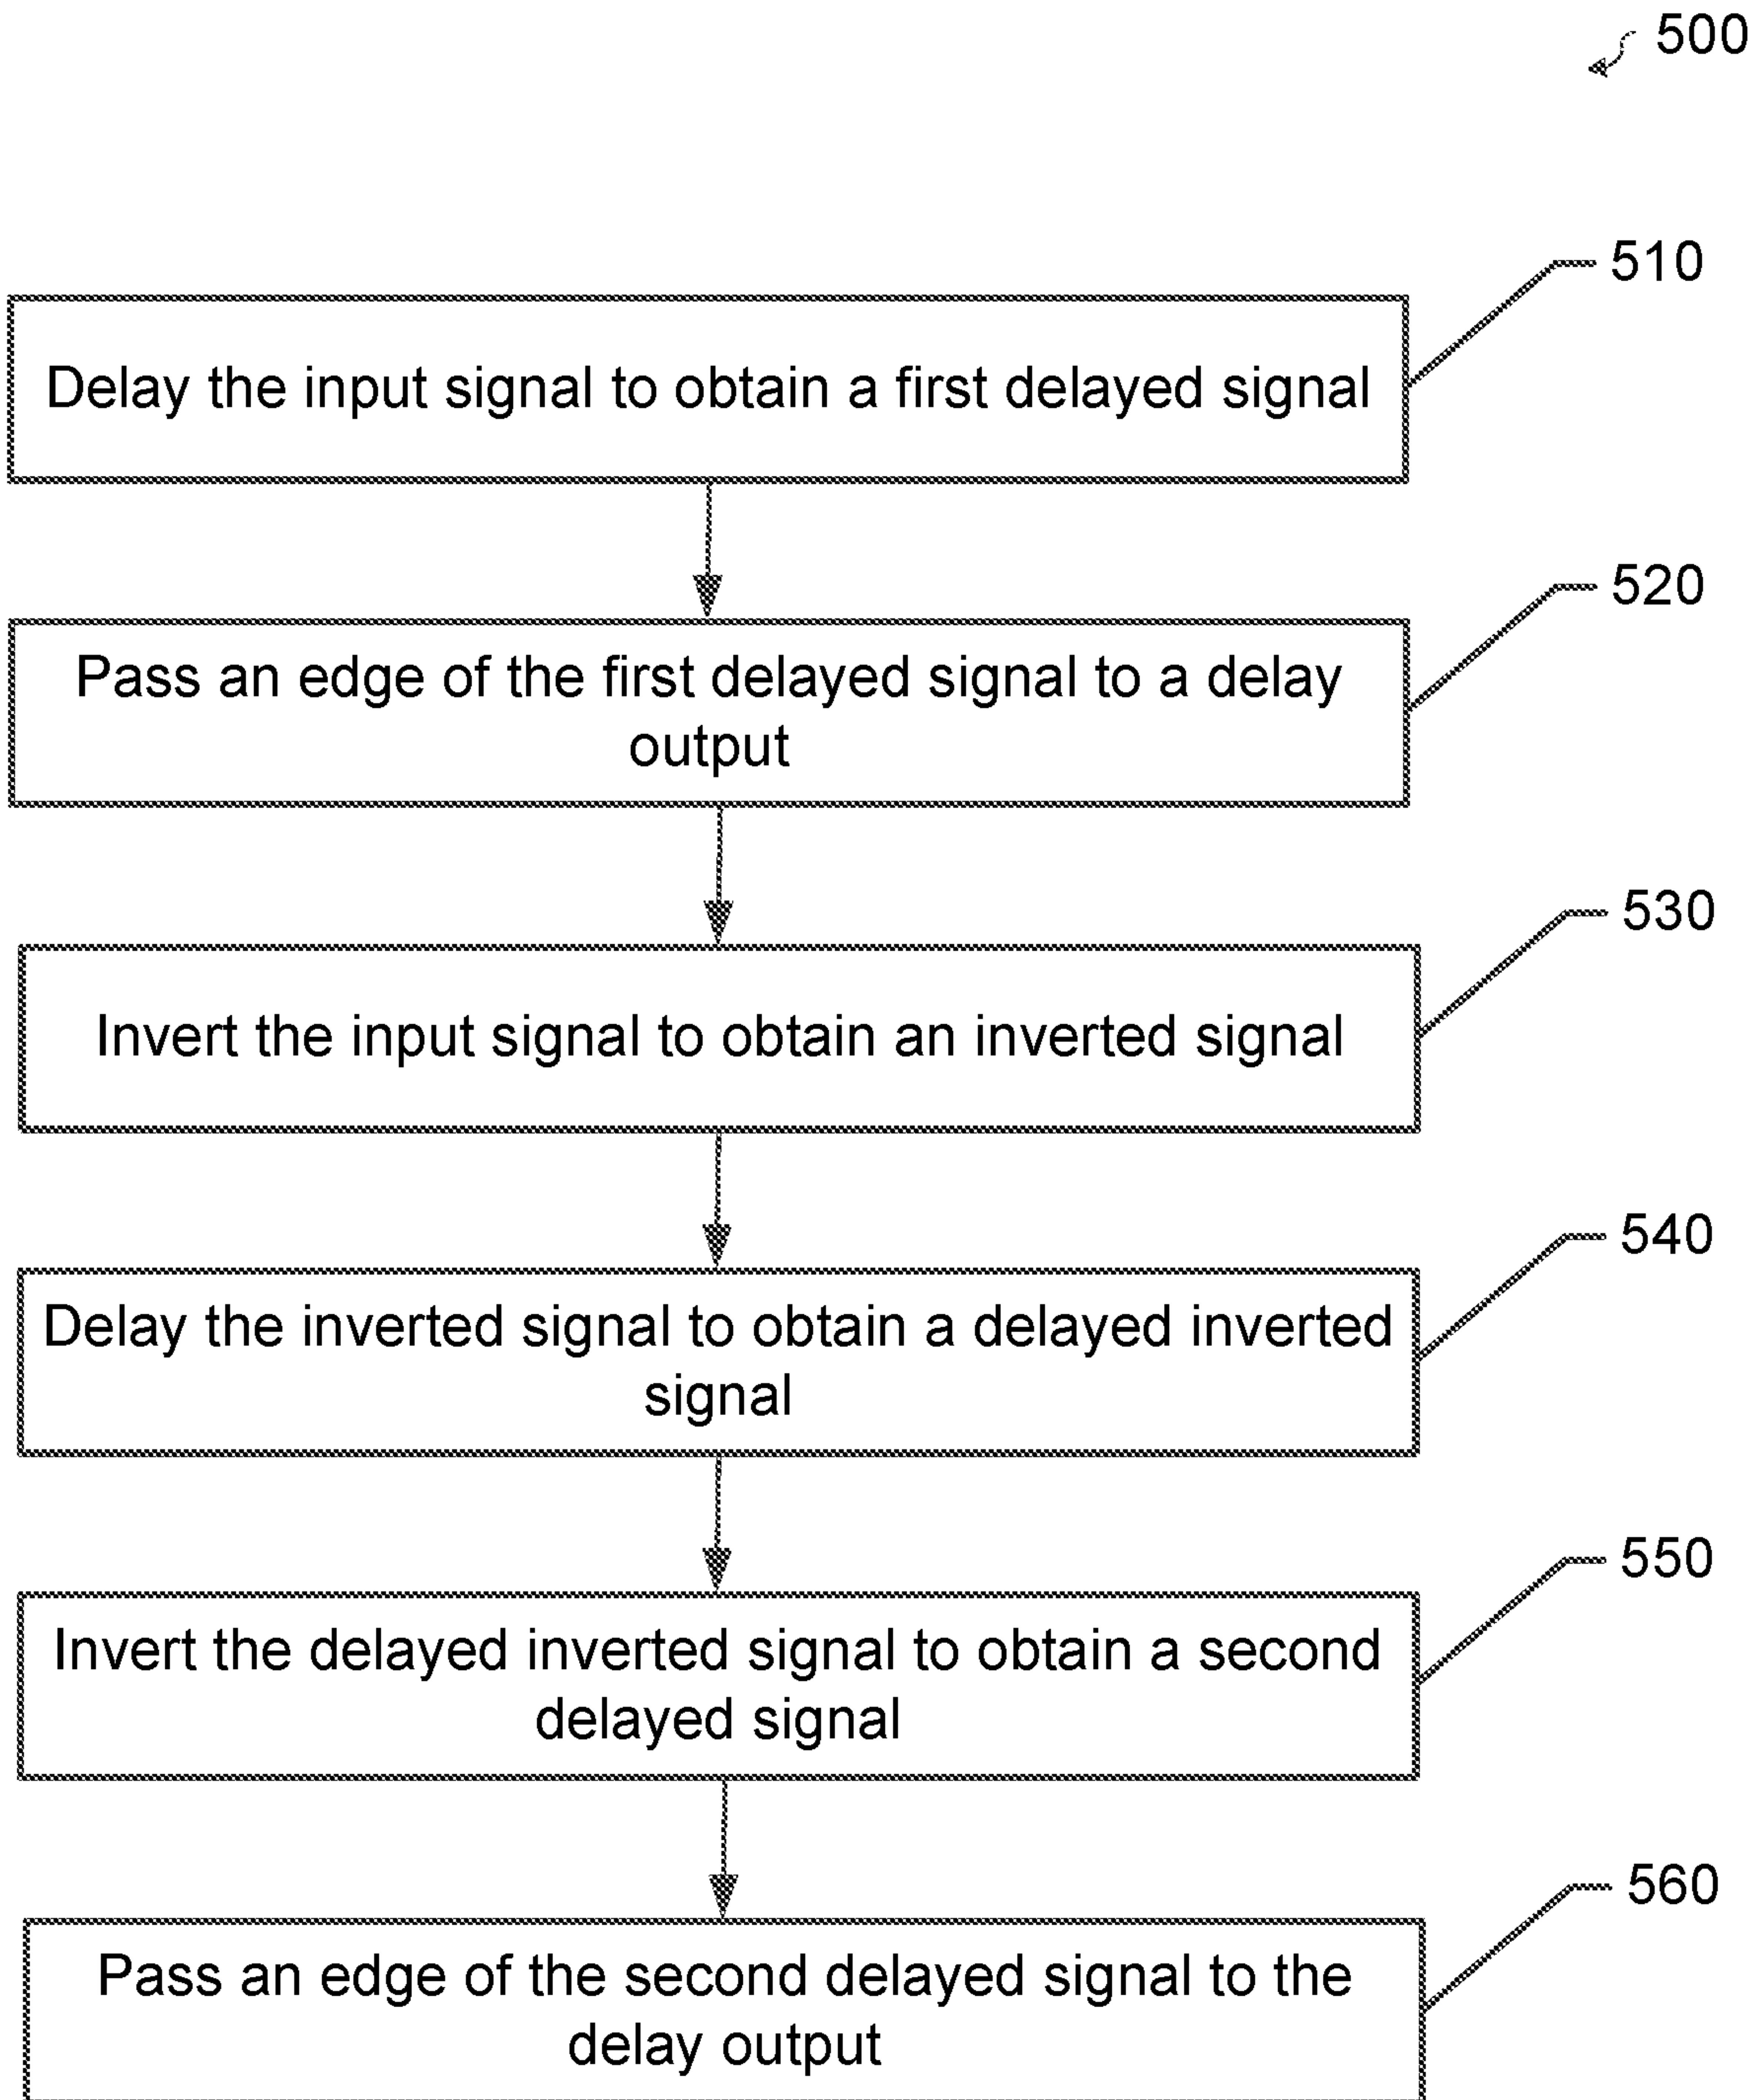 500
510
Delay the input signal to obtain a first delayed signal
520
Pass an edge of the first delayed signal to a delay
output
530
Invert the input signal to obtain an inverted signal
540
Delay the inverted signal to obtain a delayed inverted
signal
550
Invert the delayed inverted signal to obtain a second
delayed signal
560
Pass an edge of the second delayed signal to the
delay output